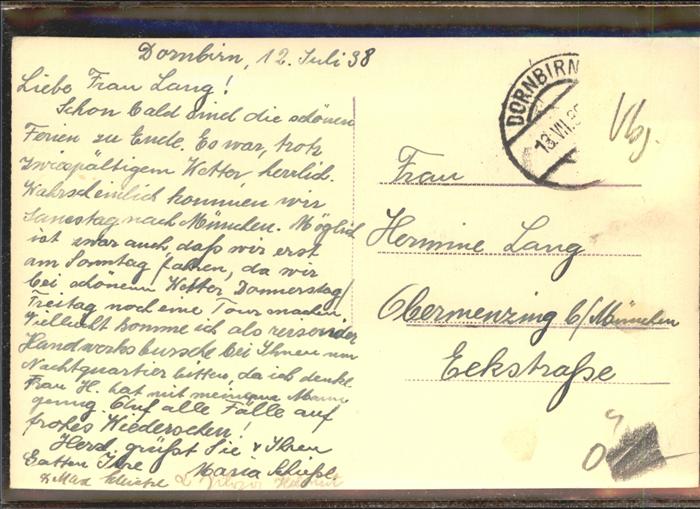 Dornbirn, 12. Juli 38
Liebe Frau Lang!
Schon bald sind die schönen
Ferien zu Ende. Es war, trotz
zwiespältigem Wetter herrlich.
Wahrscheinlich kommen wir
Samstag nach München. Möglich
ist zwar auch, daß wir erst
am Sonntag fahren, da wir
bei schönem Wetter Donnerstag/
Freitag noch eine Tour machen.
Vielleicht komme ich als reisender
Handwerksbursche bei Ihnen um
Nachtquartier bitten, da ich denke
Frau H. hat mit meinem Mann
genug. Auf alle Fälle auf
frohes Wiedersehen!
Herzl. grüßt Sie & Ihren
Gatten Ihre Maria Schießl
& Max
DORNBIRN
13.VII.
Frau
Hermine Lang
Obermenzing b/München
Eckstraße